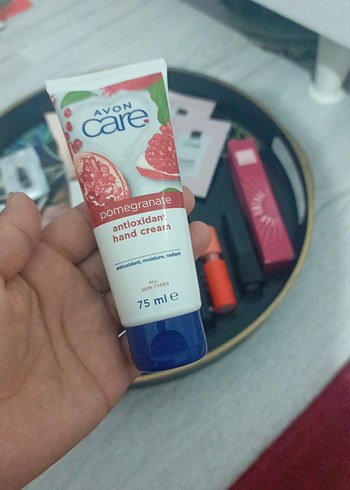 AVON
care
pomegranate
antioxidant
hand cream
antioxidant, moisture, radiant
ALL
SKIN TYPES
75 ml e